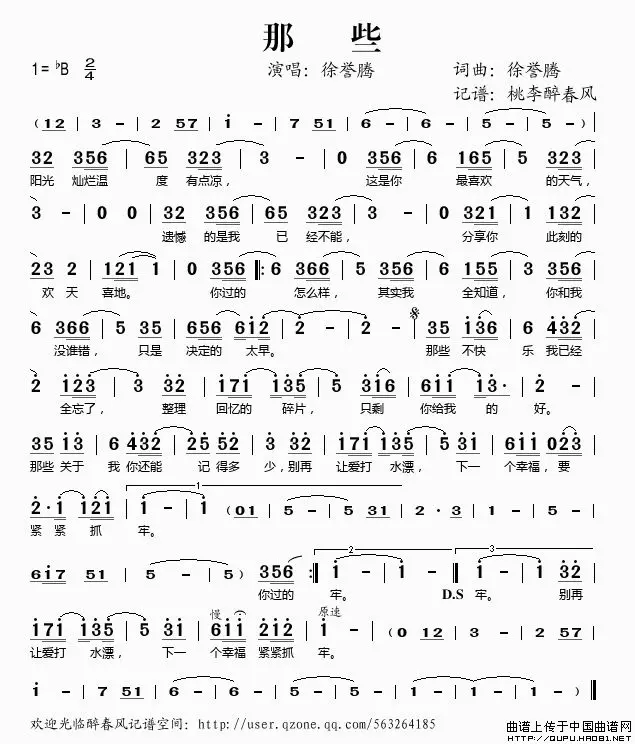 那 些
1=♭B 2/4 演唱：徐誉腾 词曲：徐誉腾
记谱：桃李醉春风
(12 | 3 - | 2 57 | i - | 7 51 | 6 - | 6 - | 5 - | 5 -) |
32 356 | 65 323 | 3 - | 0 356 | 6 165 | 5 323 |
阳光 灿烂温 度 有点凉， 这是你 最喜欢 的天气，
3 - | 0 0 | 32 356 | 65 323 | 3 - | 0 321 | 1 132 |
遗憾 的是我 已 经不能， 分享你 此刻的
23 2 | 121 1 | 0 356 |: 6 366 | 5 356 | 6 155 | 3 356 |
欢 天 喜地。 你过的 怎么样， 其实我 全知道， 你和我
6 366 | 5 35 | 656 612 | 2 - | 2 - | 35 136 | 6 432 |
没谁错， 只是 决定的 太早。 那些 不快 乐 我已经
2 123 | 3 32 | 171 135 | 5 316 | 611 13· | 2 - |
全忘了， 整理 回忆的 碎片， 只剩 你给我 的 好。
35 13 | 6 432 | 25 52 | 3 32 | 171 135 | 5 31 | 611 023 |
那些 关于 我 你还能 记 得多 少，别再 让爱打 水漂， 下一 个幸福，要
1
2·1 121 | 1 - | 1 (01 | 5 - | 5 31 | 2 - | 5 - | 1 - | 5 - |
紧 紧 抓 牢。
2 3
617 51 | 5 - | 5 -) | 356 :| 1 - | 1 - | 1 - | 1 32 |
你过的 牢。 D.S 牢。 别再
慢 原速
171 135 | 5 31 | 611 212 | 1 - | (0 12 | 3 - | 2 57 |
让爱打 水漂， 下一 个幸福 紧紧抓 牢。
i - | 7 51 | 6 - | 6 - | 5 - | 5 - | 1 - | 1 - | 1 -) ‖
欢迎光临醉春风记谱空间：http://user.qzone.qq.com/563264185
曲谱上传于中国曲谱网
HTTP://QUPU.HAO81.NET